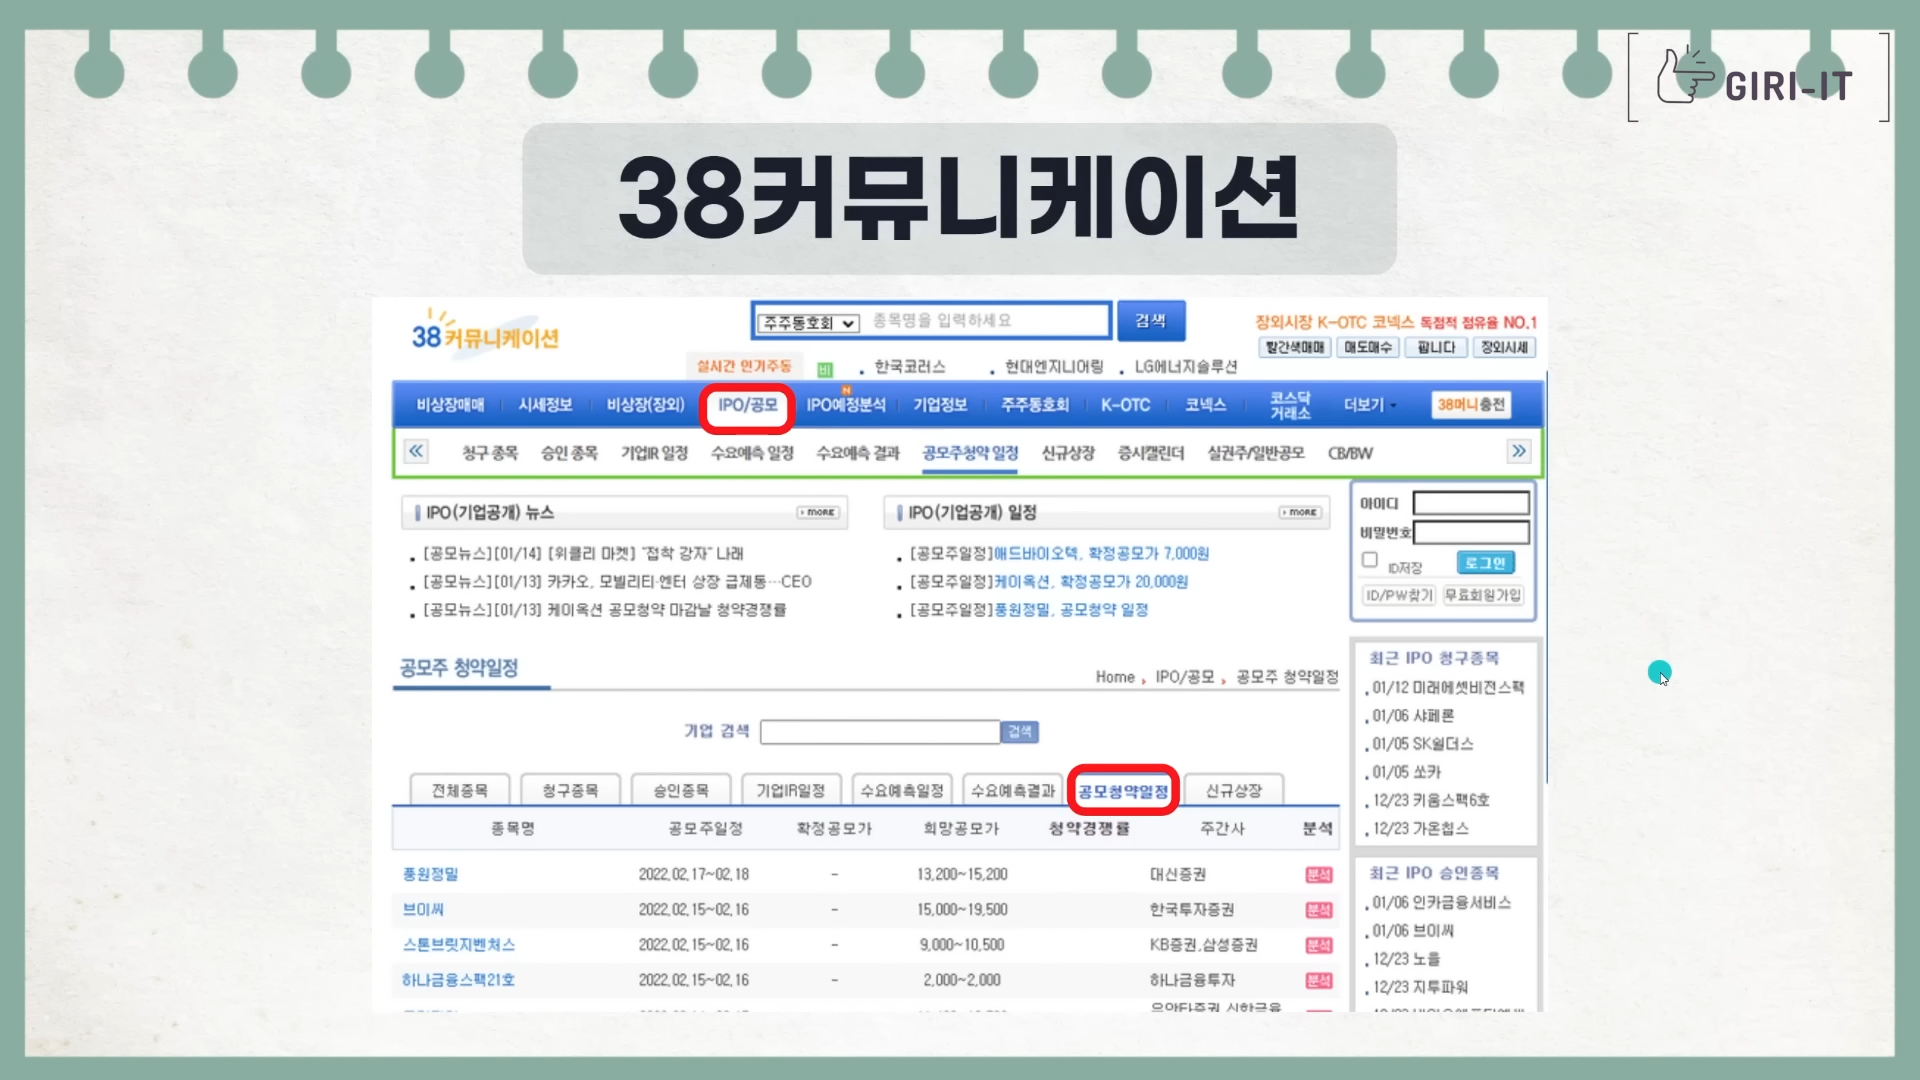 GIRI-IT
38커뮤니케이션
38 커뮤니케이션
주주동호회 종목명을 입력하세요 검색
장외시장 K-OTC 코넥스 독점적 점유율 NO.1
빨간색매매 매도매수 팝니다 장외시세
실시간 인기주동 비 한국코러스 현대엔지니어링 LG에너지솔루션
N
비상장매매 시세정보 비상장(장외) IPO/공모 IPO예정분석 기업정보 주주동호회 K-OTC 코넥스 코스닥 거래소 더보기 38머니충전
청구 종목 승인 종목 기업IR 일정 수요예측 일정 수요예측 결과 공모주청약 일정 신규상장 증시캘린더 실권주/일반공모 CB/BW
IPO(기업공개) 뉴스 MORE
[공모뉴스][01/14] [위클리 마켓] "접착 강자" 나래
[공모뉴스][01/13] 카카오, 모빌리티·엔터 상장 급제동…CEO
[공모뉴스][01/13] 케이옥션 공모청약 마감날 청약경쟁률
IPO(기업공개) 일정 MORE
[공모주일정]애드바이오텍, 확정공모가 7,000원
[공모주일정]케이옥션, 확정공모가 20,000원
[공모주일정]풍원정밀, 공모청약 일정
아이디
비밀번호
ID저장 로그인
ID/PW찾기 무료회원가입
공모주 청약일정
Home , IPO/공모 , 공모주 청약일정
기업 검색 검색
전체종목 청구종목 승인종목 기업IR일정 수요예측일정 수요예측결과 공모청약일정 신규상장
종목명 공모주일정 확정공모가 희망공모가 청약경쟁률 주간사 분석
풍원정밀 2022.02.17~02.18 - 13,200~15,200 대신증권 분석
브이씨 2022.02.15~02.16 - 15,000~19,500 한국투자증권 분석
스톤브릿지벤처스 2022.02.15~02.16 - 9,000~10,500 KB증권,삼성증권 분석
하나금융스팩21호 2022.02.15~02.16 - 2,000~2,000 하나금융투자 분석
최근 IPO 청구종목
01/12 미래에셋비전스팩
01/06 샤페론
01/05 SK쉴더스
01/05 쏘카
12/23 키움스팩6호
12/23 가온칩스
최근 IPO 승인종목
01/06 인카금융서비스
01/06 브이씨
12/23 노을
12/23 지투파워